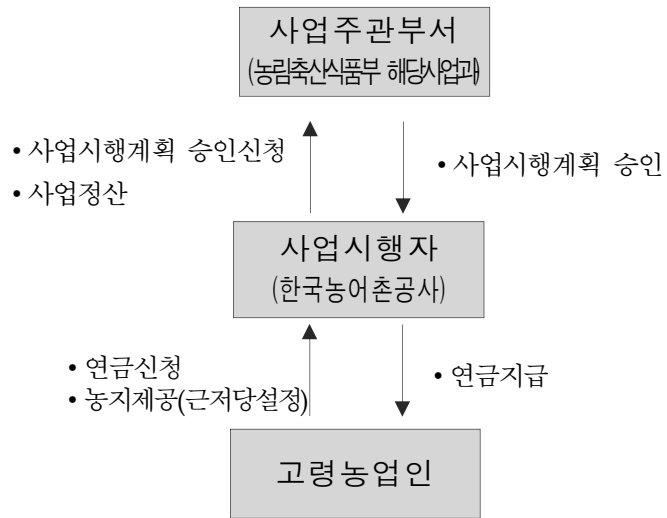 사업주관부서
(농림축산식품부 해당사업과)
• 사업시행계획 승인신청
• 사업정산
• 사업시행계획 승인
사업시행자
(한국농어촌공사)
• 연금신청
• 농지제공(근저당설정)
• 연금지급
고령농업인